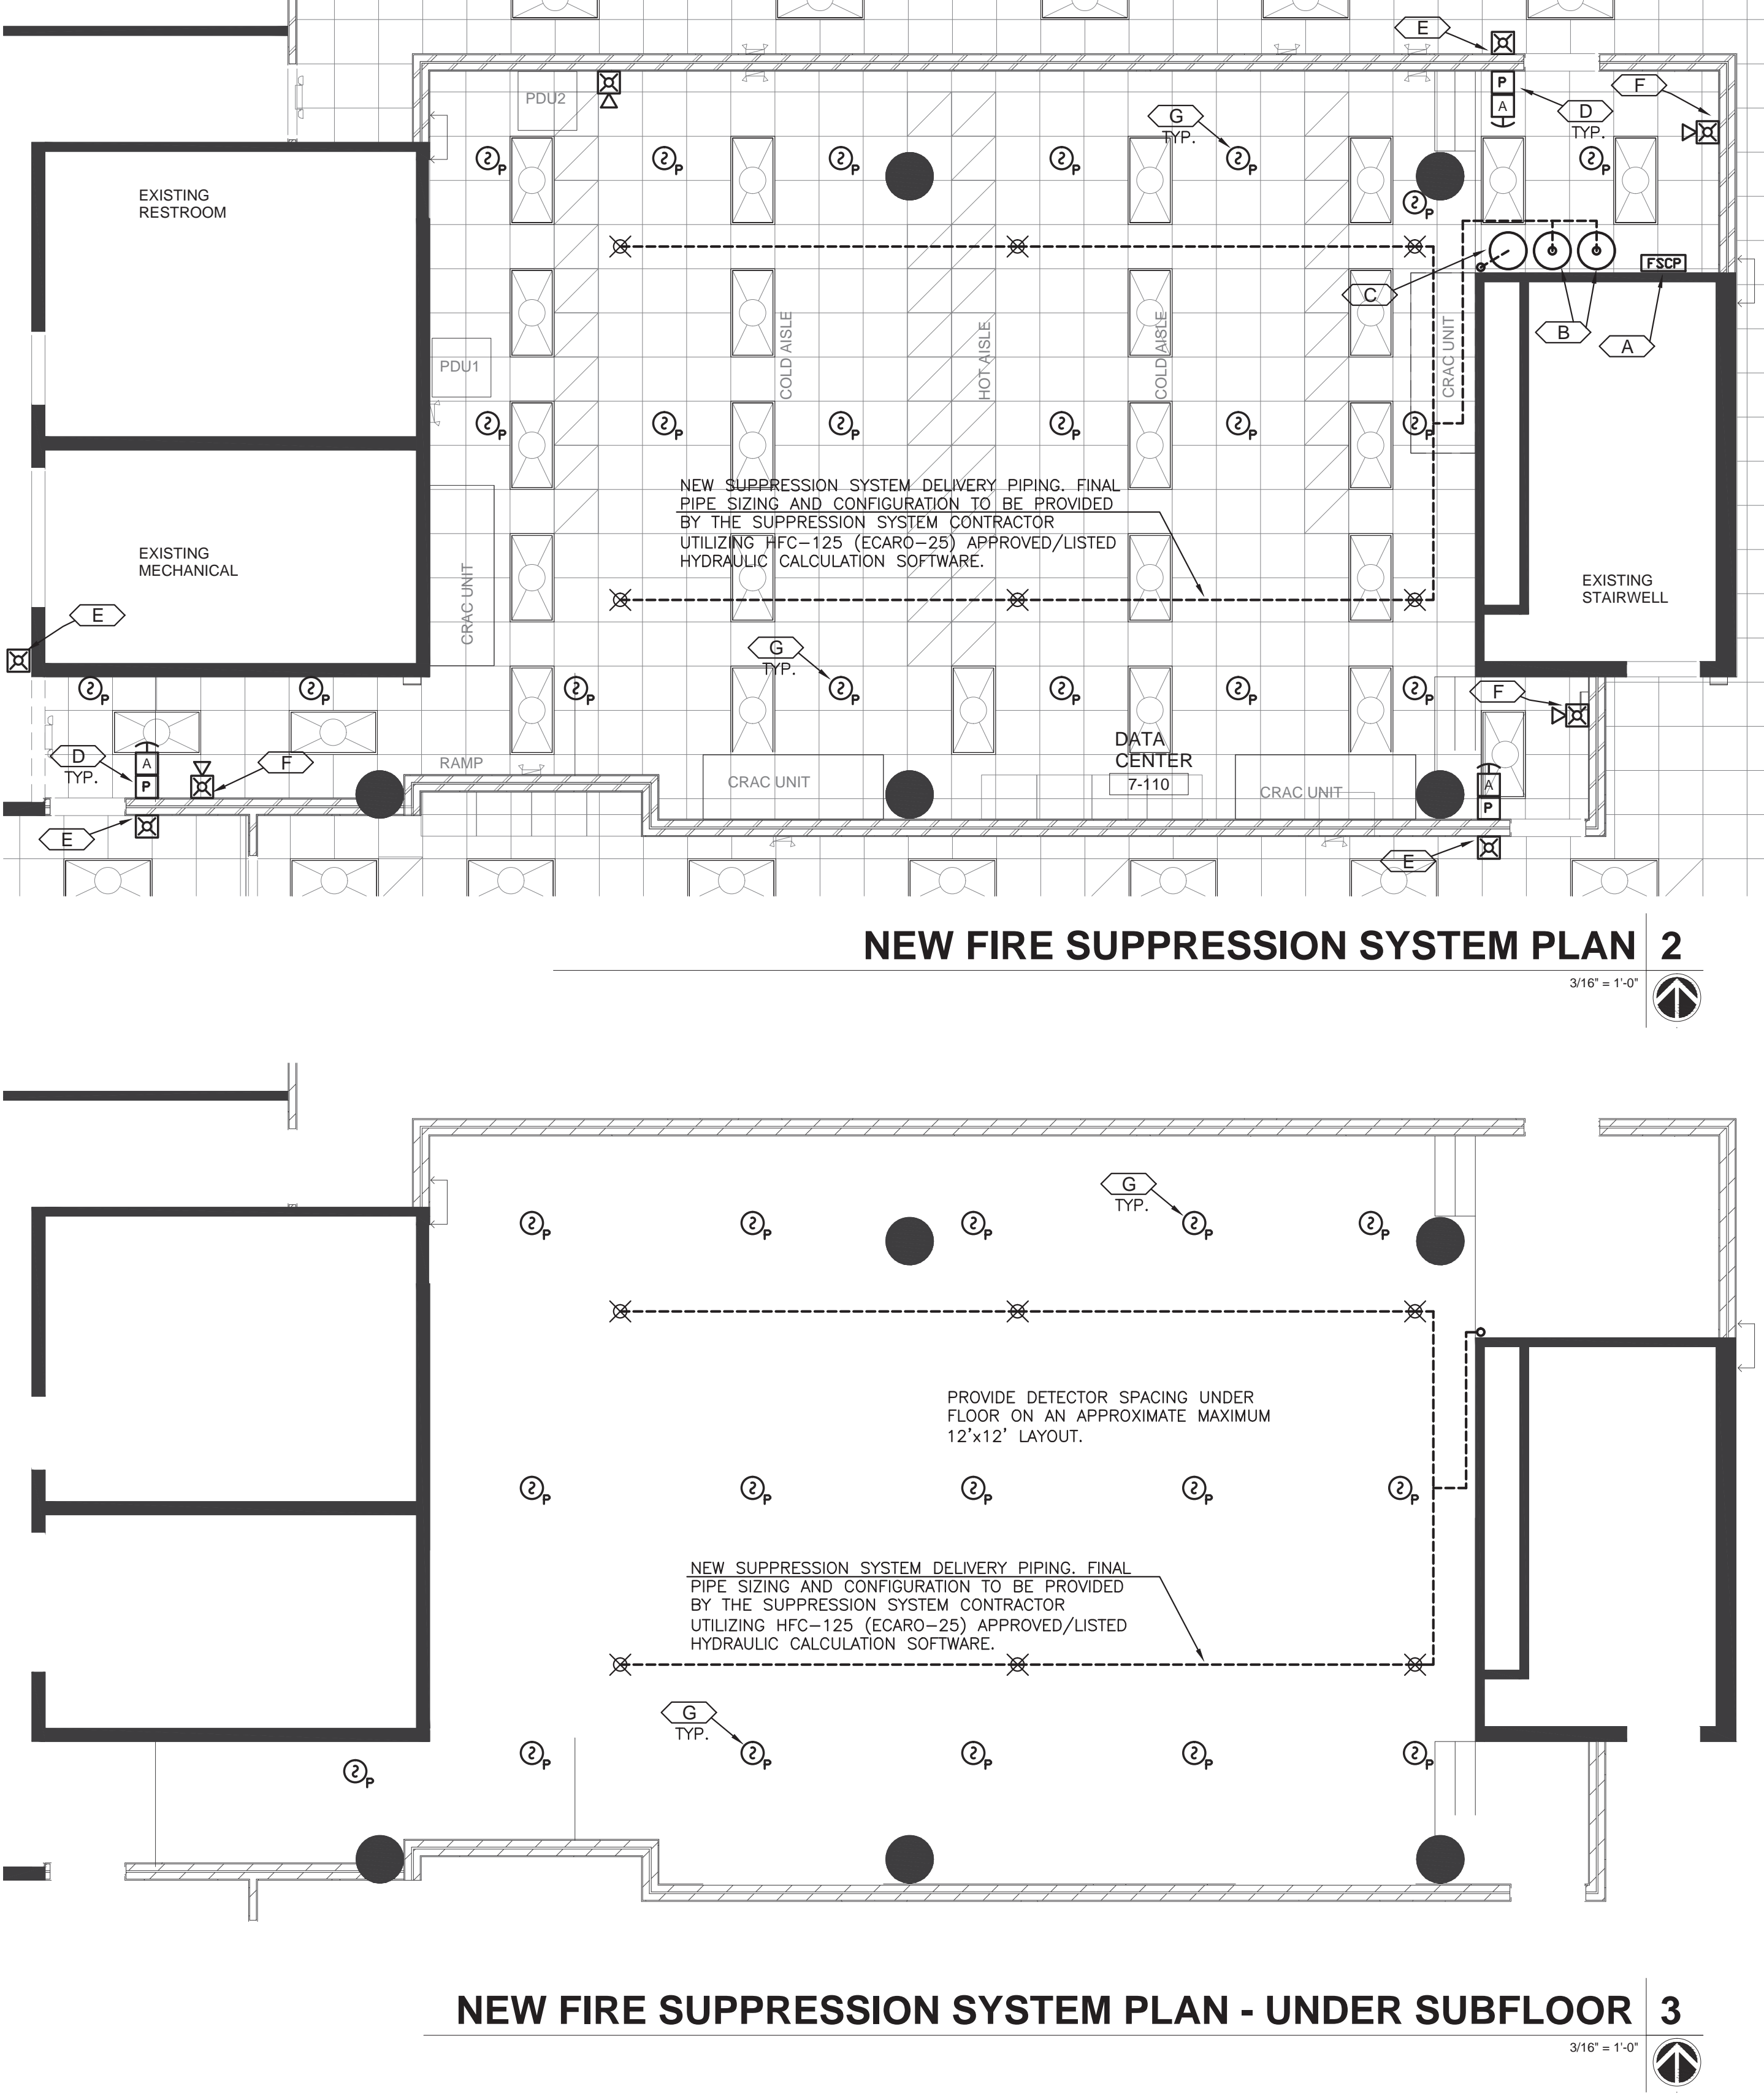 E
PDU2
P
A
F
G
TYP.
D
TYP.
P
P
P
P
P
P
P
EXISTING
RESTROOM
FSCP
C
B
A
COLD AISLE
HOT AISLE
COLD AISLE
CRAC UNIT
PDU1
P
P
P
P
P
P
NEW SUPPRESSION SYSTEM DELIVERY PIPING. FINAL
PIPE SIZING AND CONFIGURATION TO BE PROVIDED
BY THE SUPPRESSION SYSTEM CONTRACTOR
UTILIZING HFC-125 (ECARO-25) APPROVED/LISTED
HYDRAULIC CALCULATION SOFTWARE.
EXISTING
MECHANICAL
CRAC UNIT
EXISTING
STAIRWELL
E
G
TYP.
P
P
P
P
P
P
P
F
D
TYP.
A
P
F
RAMP
CRAC UNIT
DATA
CENTER
7-110
CRAC UNIT
A
P
E
E
NEW FIRE SUPPRESSION SYSTEM PLAN 2
3/16" = 1'-0"
G
TYP.
P
P
P
P
P
PROVIDE DETECTOR SPACING UNDER
FLOOR ON AN APPROXIMATE MAXIMUM
12'x12' LAYOUT.
P
P
P
P
P
NEW SUPPRESSION SYSTEM DELIVERY PIPING. FINAL
PIPE SIZING AND CONFIGURATION TO BE PROVIDED
BY THE SUPPRESSION SYSTEM CONTRACTOR
UTILIZING HFC-125 (ECARO-25) APPROVED/LISTED
HYDRAULIC CALCULATION SOFTWARE.
G
TYP.
P
P
P
P
P
P
NEW FIRE SUPPRESSION SYSTEM PLAN - UNDER SUBFLOOR 3
3/16" = 1'-0"